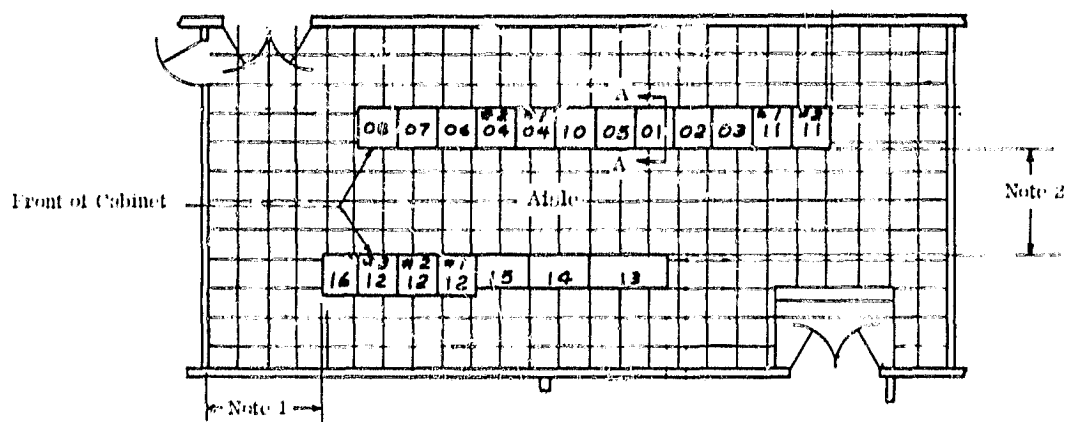 A
#2 #1 #1 #2
08 07 06 04 04 10 05 01 02 03 11 11
A
Note 2
Front of Cabinet
Aisle
#3 #2 #1
16 12 12 12 15 14 13
Note 1